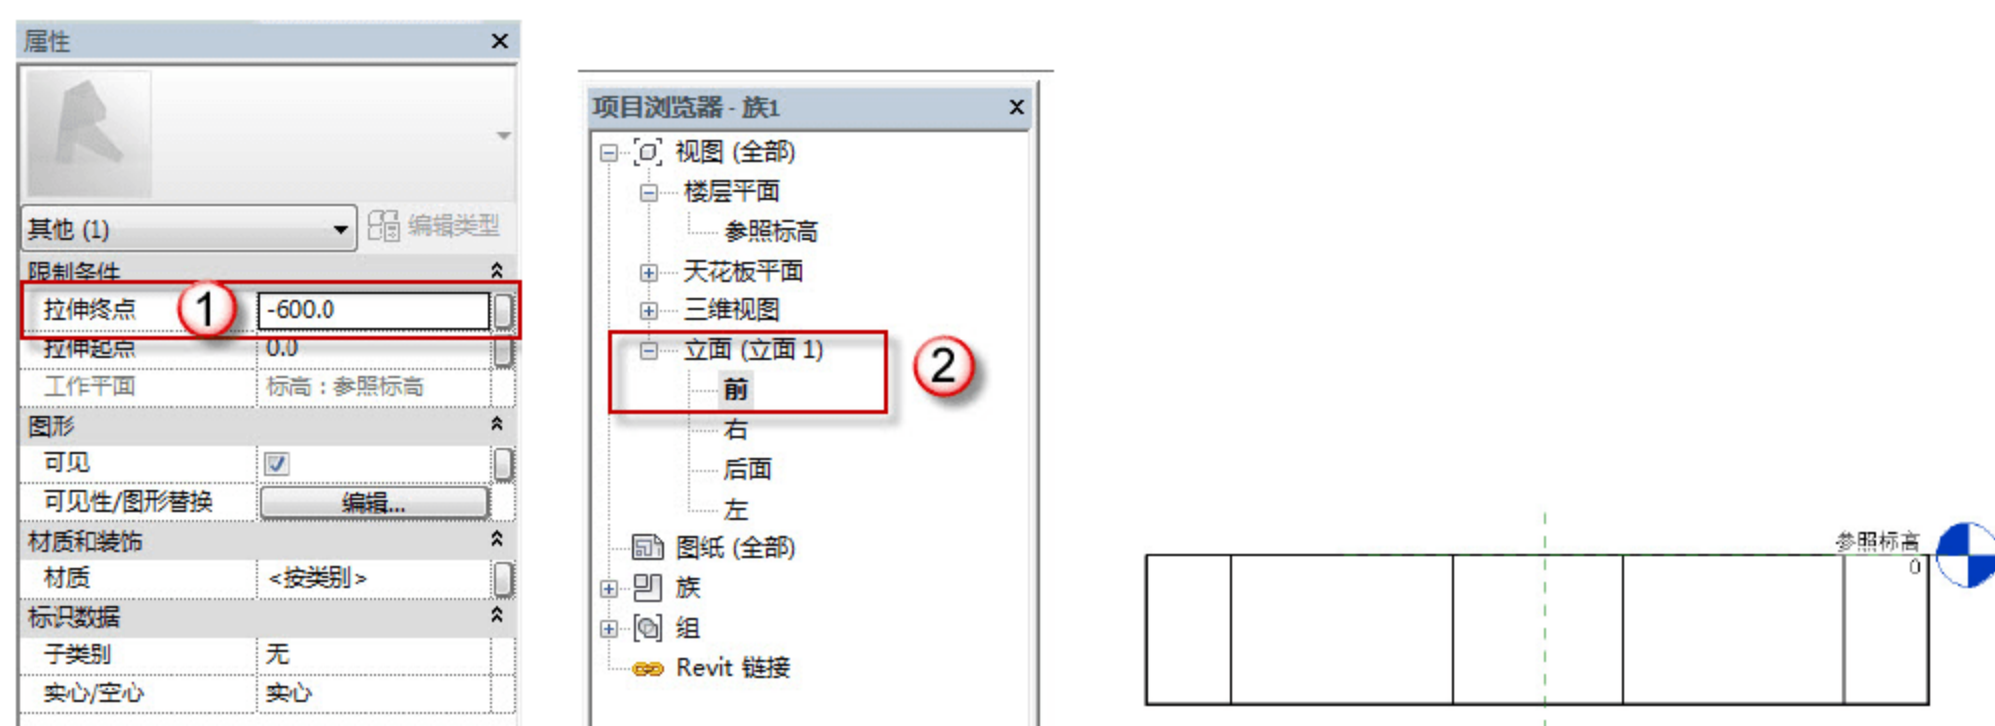 属性
其他 (1)
编辑类型
限制条件
拉伸终点
1
-600.0
拉伸起点
0.0
工作平面
标高：参照标高
图形
可见
可见性/图形替换
编辑...
材质和装饰
材质
<按类别>
标识数据
子类别
无
实心/空心
实心
项目浏览器 - 族1
视图 (全部)
楼层平面
参照标高
天花板平面
三维视图
立面 (立面 1)
2
前
右
后面
左
图纸 (全部)
族
组
Revit 链接
参照标高
0